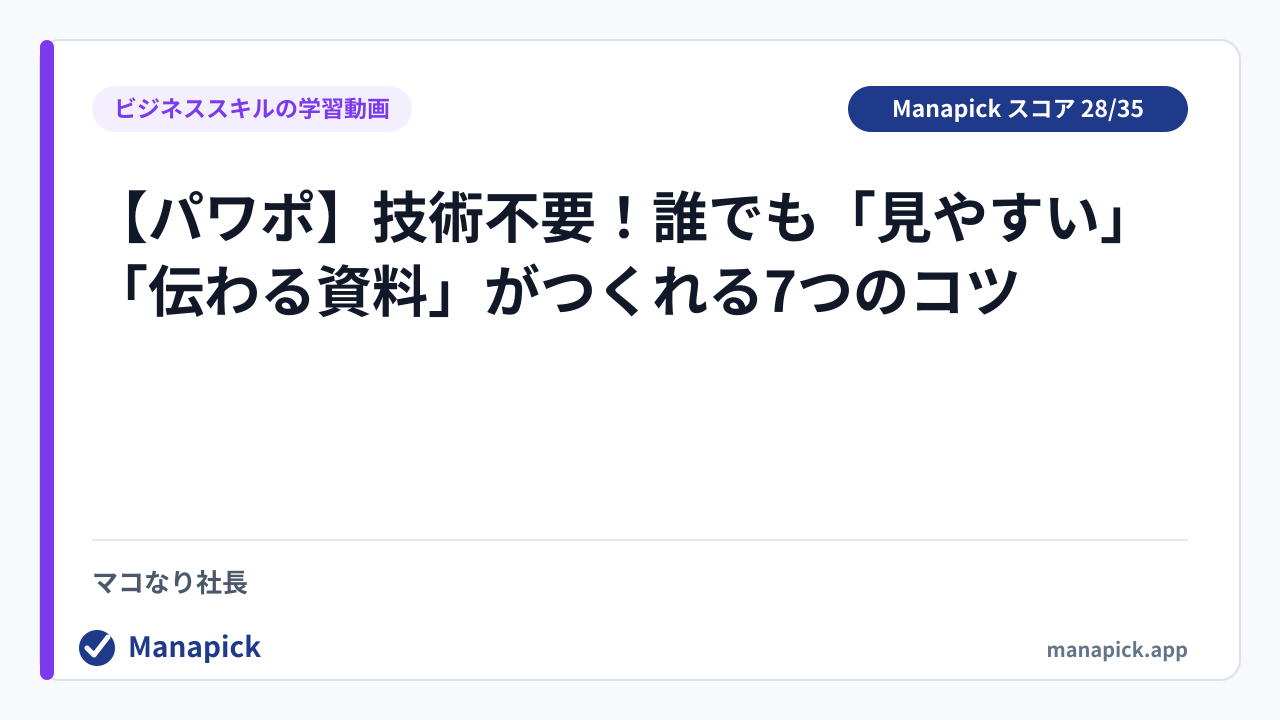 ビジネススキルの学習動画
Manapick スコア 28/35
【パワポ】技術不要！誰でも「見やすい」
「伝わる資料」がつくれる7つのコツ
マコなり社長
Manapick
manapick.app